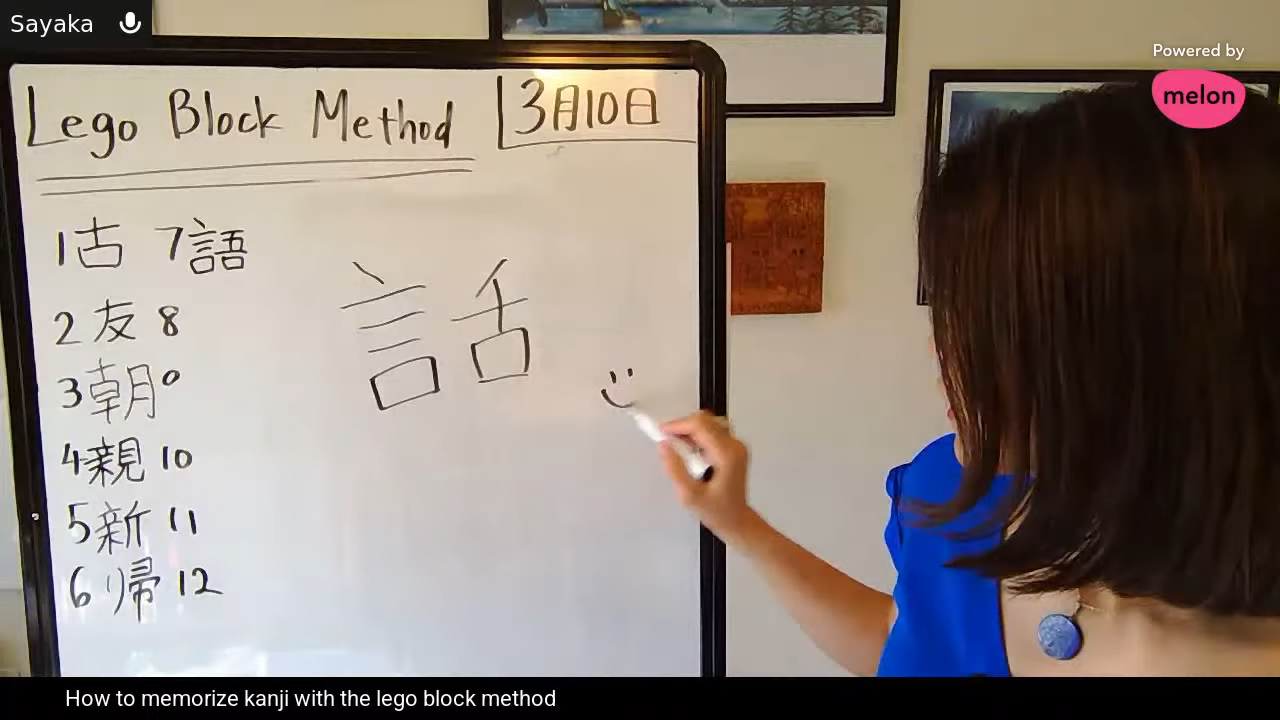 Sayaka
Powered by
melon
Lego Block Method
3月10日
1古 7語
2友 8
3朝9
4親 10
5新 11
6帰 12
話
How to memorize kanji with the lego block method